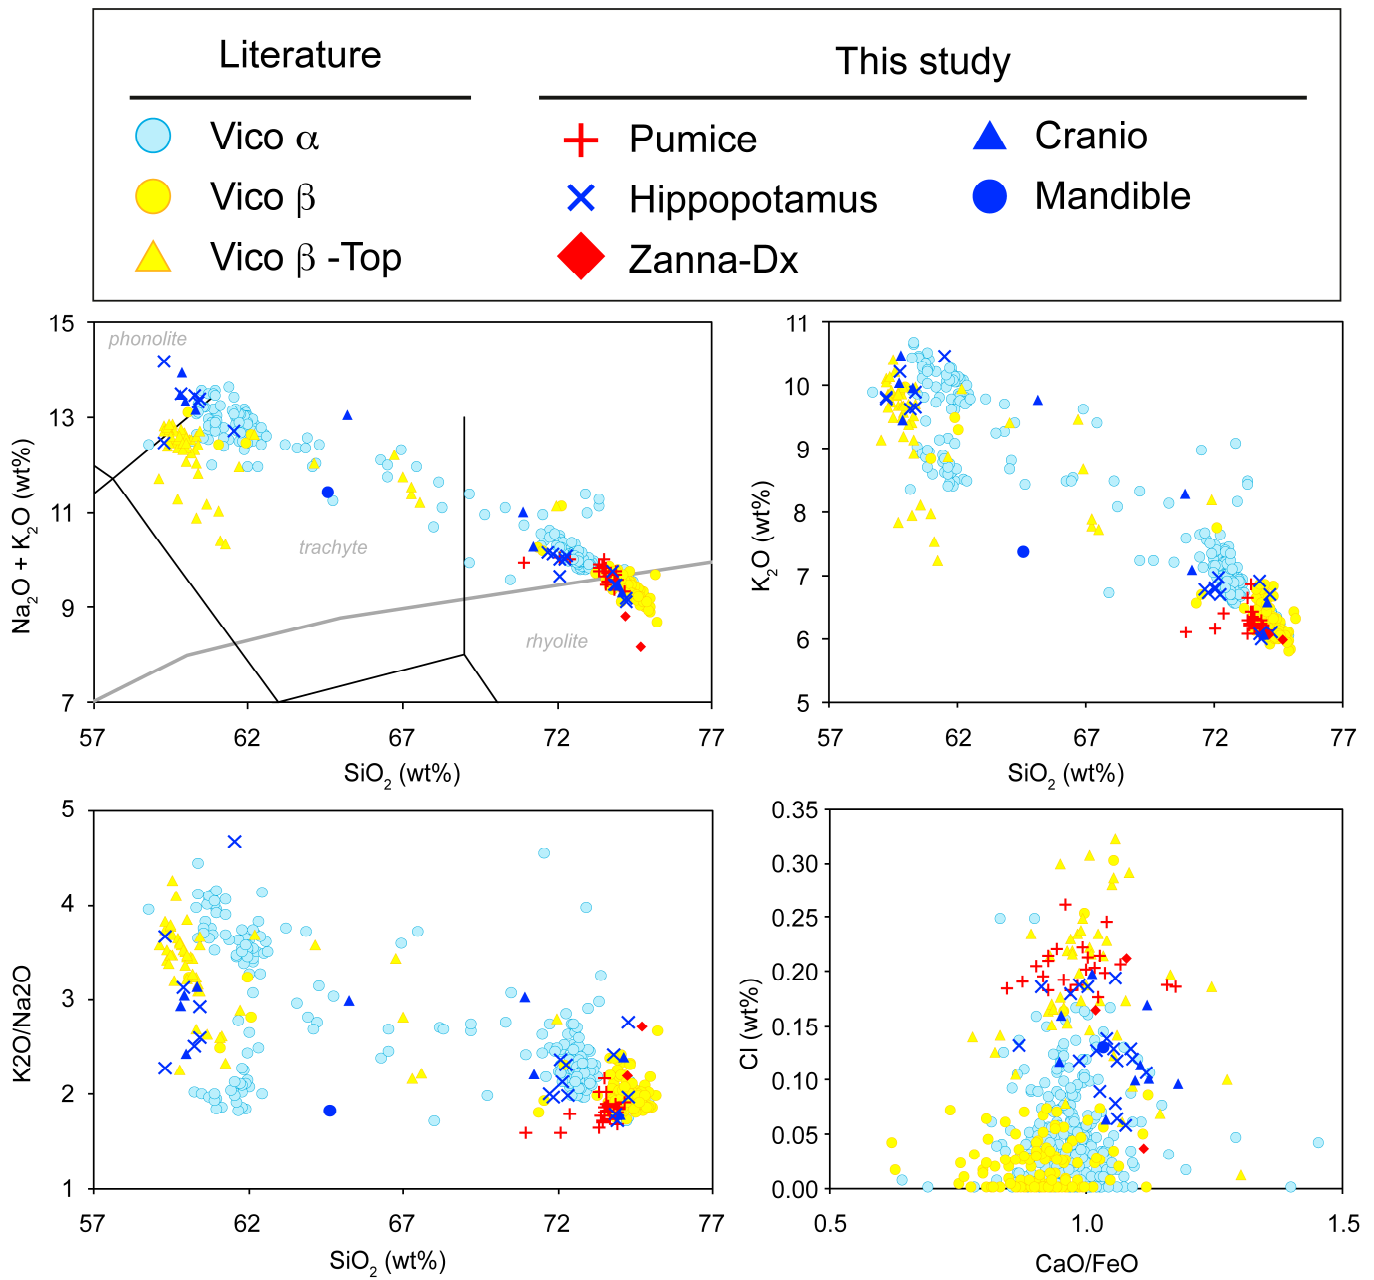 Literature
This study
Vico α
Pumice
Cranio
Vico β
Hippopotamus
Mandible
Vico β -Top
Zanna-Dx
15
13
11
9
7
Na2O + K2O (wt%)
phonolite
trachyte
rhyolite
57
62
67
72
77
SiO2 (wt%)
11
10
9
8
7
6
5
K2O (wt%)
57
62
67
72
77
SiO2 (wt%)
5
4
3
2
1
K2O/Na2O
57
62
67
72
77
SiO2 (wt%)
0.35
0.30
0.25
0.20
0.15
0.10
0.05
0.00
Cl (wt%)
0.5
1.0
1.5
CaO/FeO